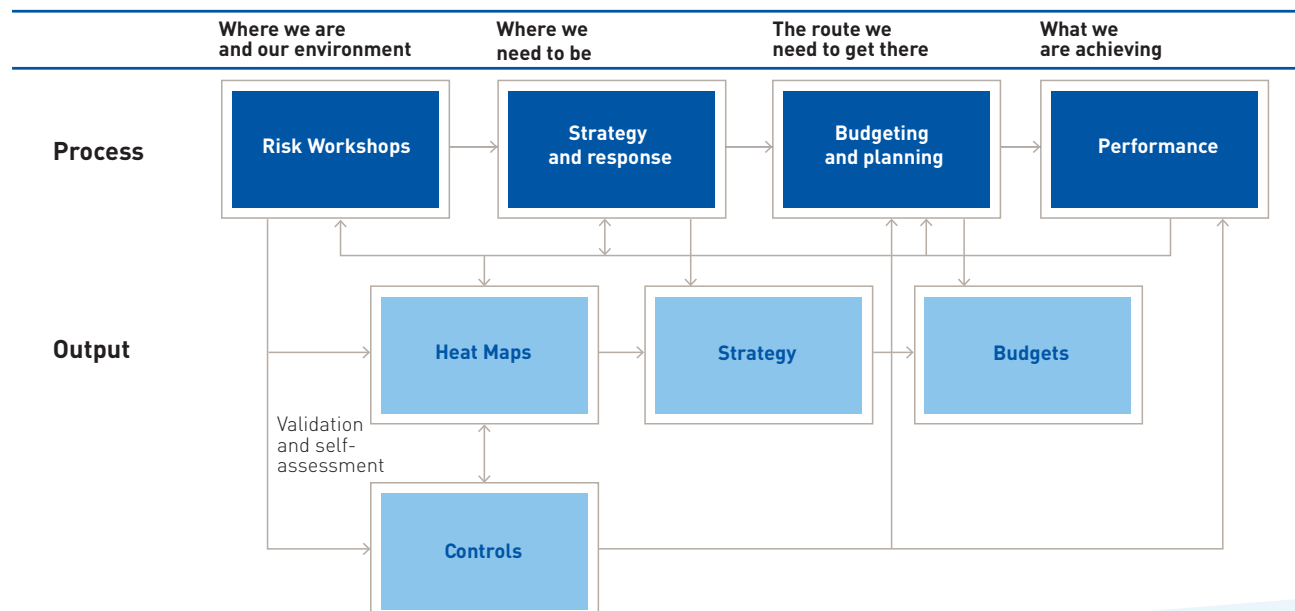 Where we are
and our environment
Where we
need to be
The route we
need to get there
What we
are achieving
Process
Risk Workshops
Strategy
and response
Budgeting
and planning
Performance
Output
Heat Maps
Strategy
Budgets
Validation
and self-
assessment
Controls